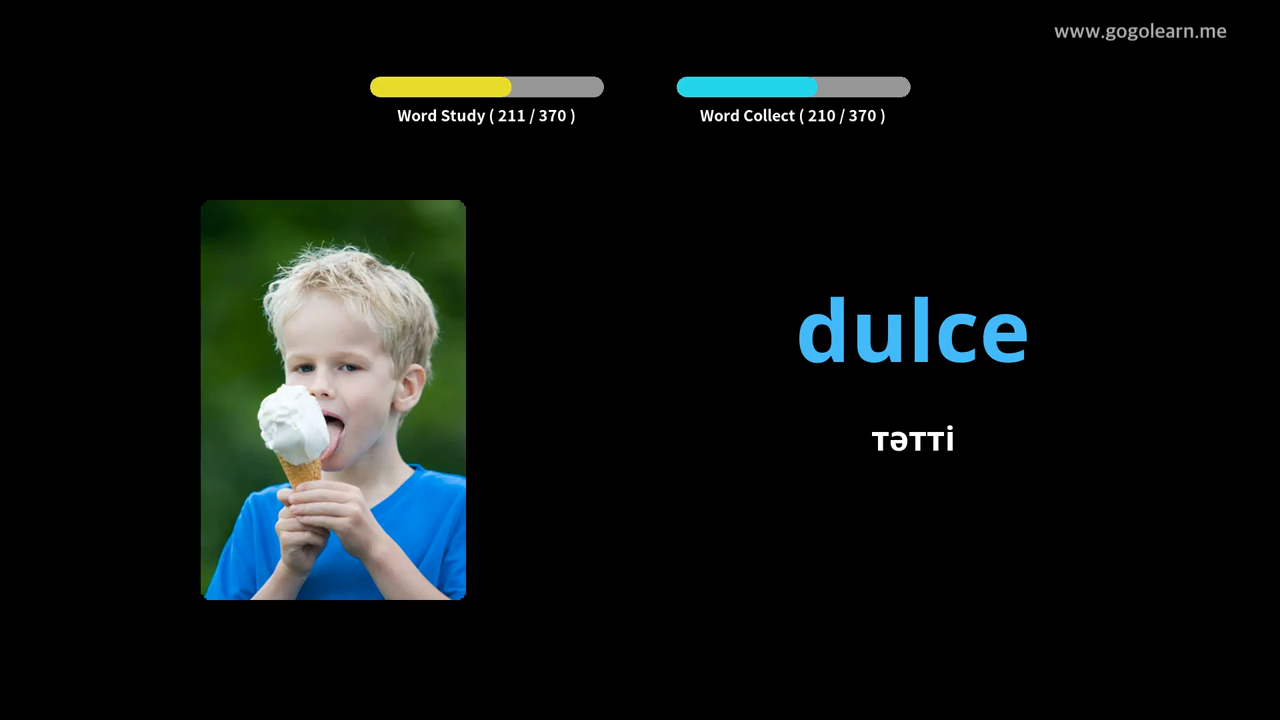 www.gogolearn.me
Word Study ( 211 / 370 )
Word Collect ( 210 / 370 )
dulce
тәтті